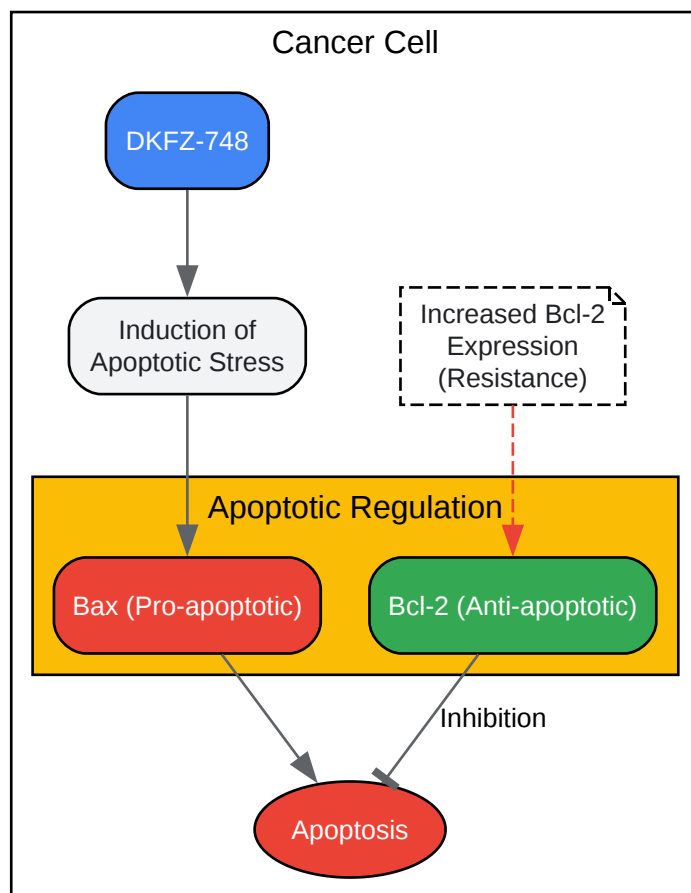 Cancer Cell
DKFZ-748
Induction of
Apoptotic Stress
Increased Bcl-2
Expression
(Resistance)
Apoptotic Regulation
Bax (Pro-apoptotic)
Bcl-2 (Anti-apoptotic)
Inhibition
Apoptosis